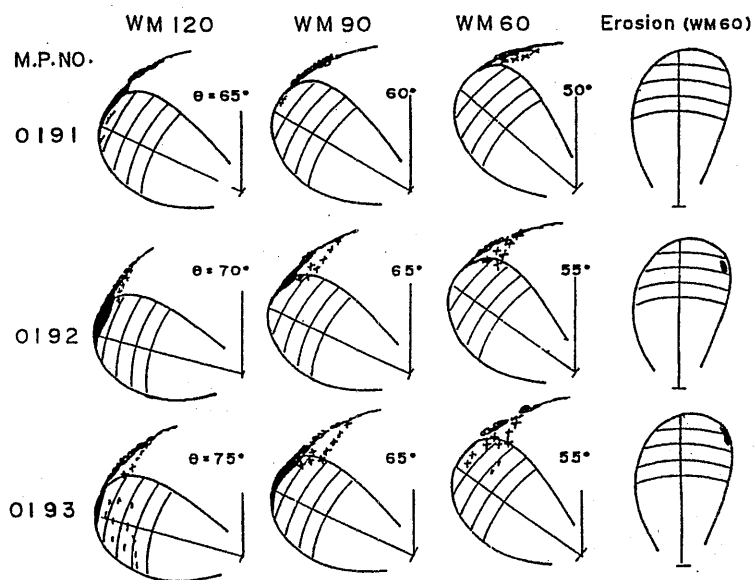 WM 120 WM 90 WM 60 Erosion (WM60)
M.P.NO.
θ=65° 60° 50°
0191
θ=70° 65° 55°
0192
θ=75° 65° 55°
0193